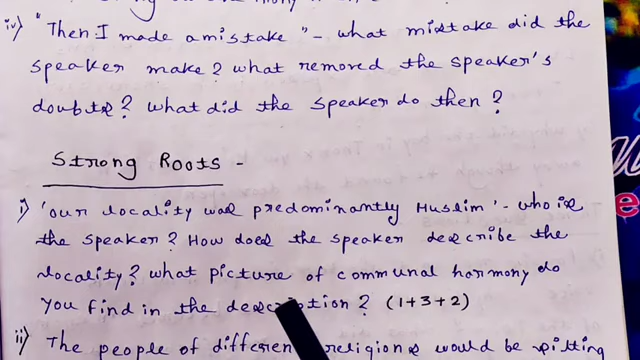 iv) "Then I made a mistake" - what mistake did the
speaker make? what removed the speaker's
doubts? What did the speaker do then?
Strong Roots -
i) 'our locality was predominantly Muslim' - who is
the speaker? How does the speaker describe the
locality? what picture of communal harmony do
you find in the description? (1+3+2)
ii) The people of different religions would be sitting